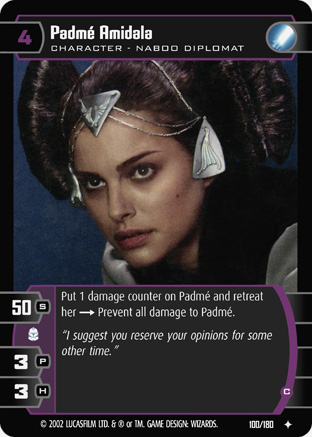 4 Padmé Amidala
CHARACTER - NABOO DIPLOMAT
50 S
Put 1 damage counter on Padmé and retreat
her → Prevent all damage to Padmé.
"I suggest you reserve your opinions for some
other time."
3 P
3 H
C
© 2002 LUCASFILM LTD. & ® or TM. GAME DESIGN: WIZARDS. 100/180